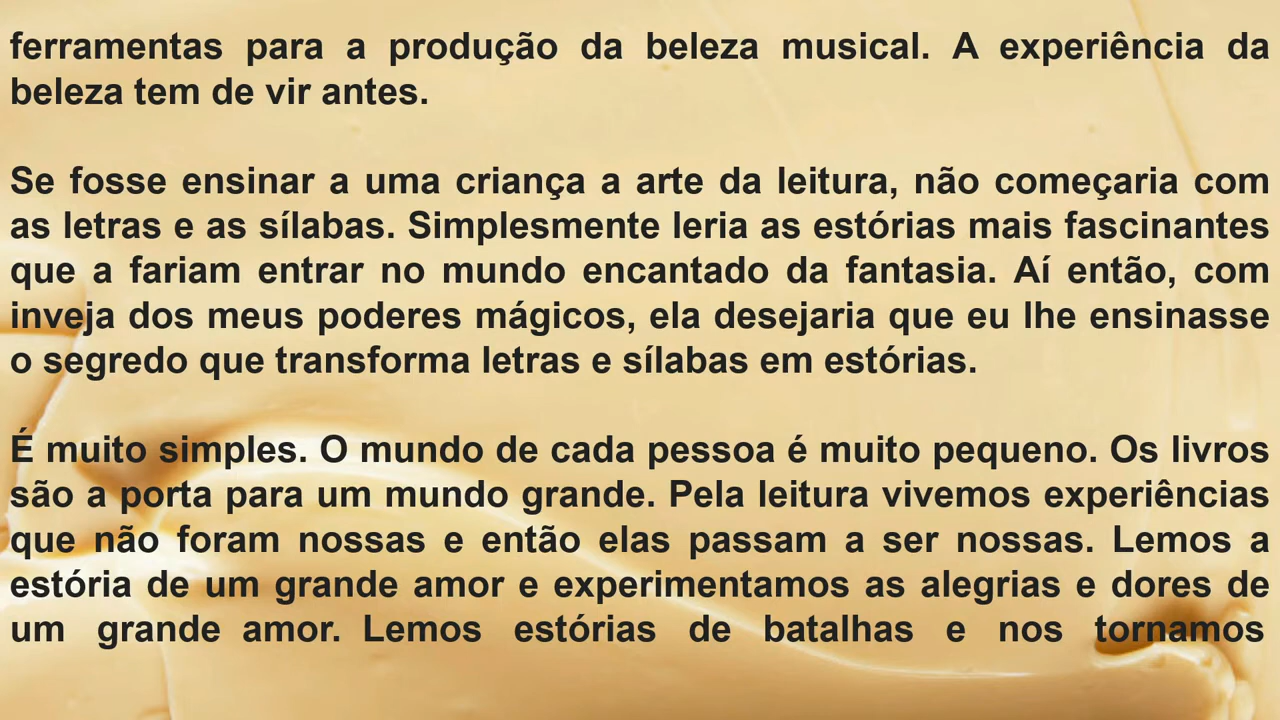 ferramentas para a produção da beleza musical. A experiência da
beleza tem de vir antes.
Se fosse ensinar a uma criança a arte da leitura, não começaria com
as letras e as sílabas. Simplesmente leria as estórias mais fascinantes
que a fariam entrar no mundo encantado da fantasia. Aí então, com
inveja dos meus poderes mágicos, ela desejaria que eu lhe ensinasse
o segredo que transforma letras e sílabas em estórias.
É muito simples. O mundo de cada pessoa é muito pequeno. Os livros
são a porta para um mundo grande. Pela leitura vivemos experiências
que não foram nossas e então elas passam a ser nossas. Lemos a
estória de um grande amor e experimentamos as alegrias e dores de
um grande amor. Lemos estórias de batalhas e nos tornamos